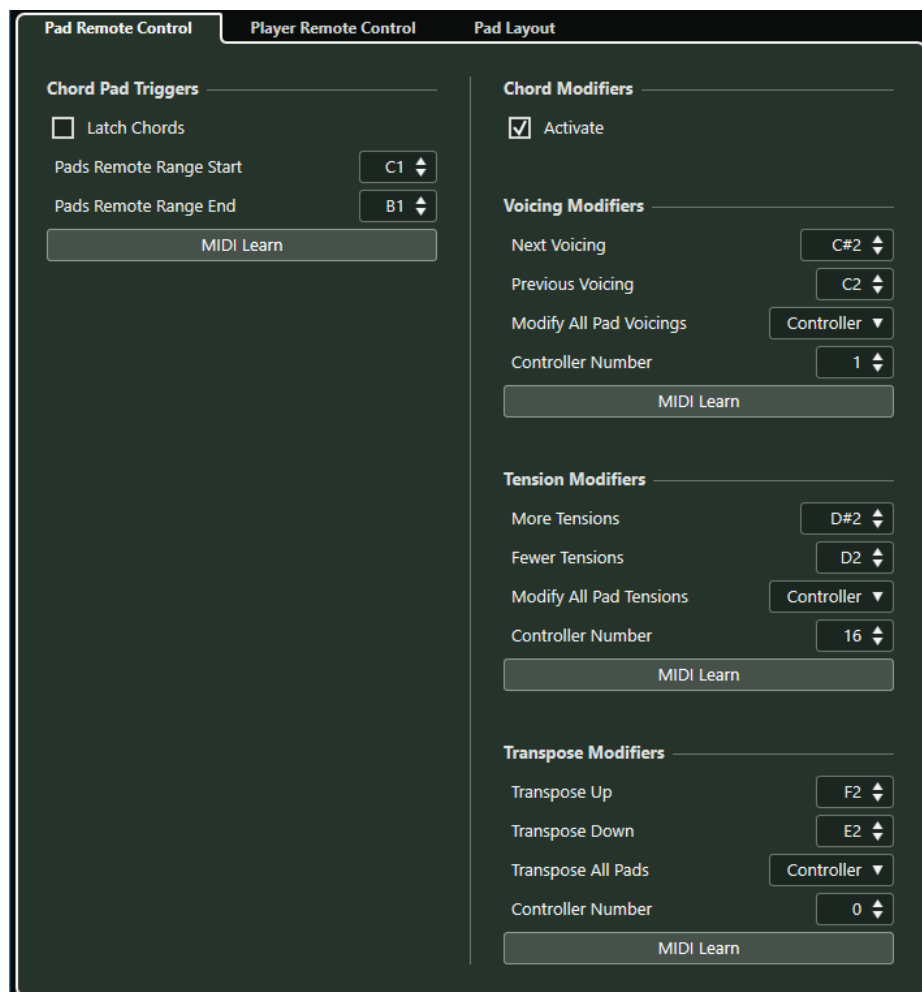 Pad Remote Control Player Remote Control Pad Layout
Chord Pad Triggers
Latch Chords
Pads Remote Range Start C1
Pads Remote Range End B1
MIDI Learn
Chord Modifiers
Activate
Voicing Modifiers
Next Voicing C#2
Previous Voicing C2
Modify All Pad Voicings Controller
Controller Number 1
MIDI Learn
Tension Modifiers
More Tensions D#2
Fewer Tensions D2
Modify All Pad Tensions Controller
Controller Number 16
MIDI Learn
Transpose Modifiers
Transpose Up F2
Transpose Down E2
Transpose All Pads Controller
Controller Number 0
MIDI Learn